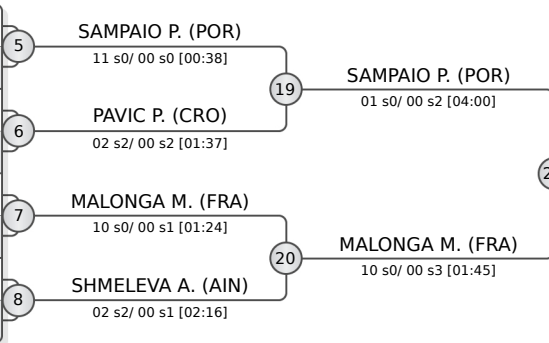 5
SAMPAIO P. (POR)
11 s0/ 00 s0 [00:38]
19
SAMPAIO P. (POR)
01 s0/ 00 s2 [04:00]
6
PAVIC P. (CRO)
02 s2/ 00 s2 [01:37]
7
MALONGA M. (FRA)
10 s0/ 00 s1 [01:24]
20
MALONGA M. (FRA)
10 s0/ 00 s3 [01:45]
8
SHMELEVA A. (AIN)
02 s2/ 00 s1 [02:16]